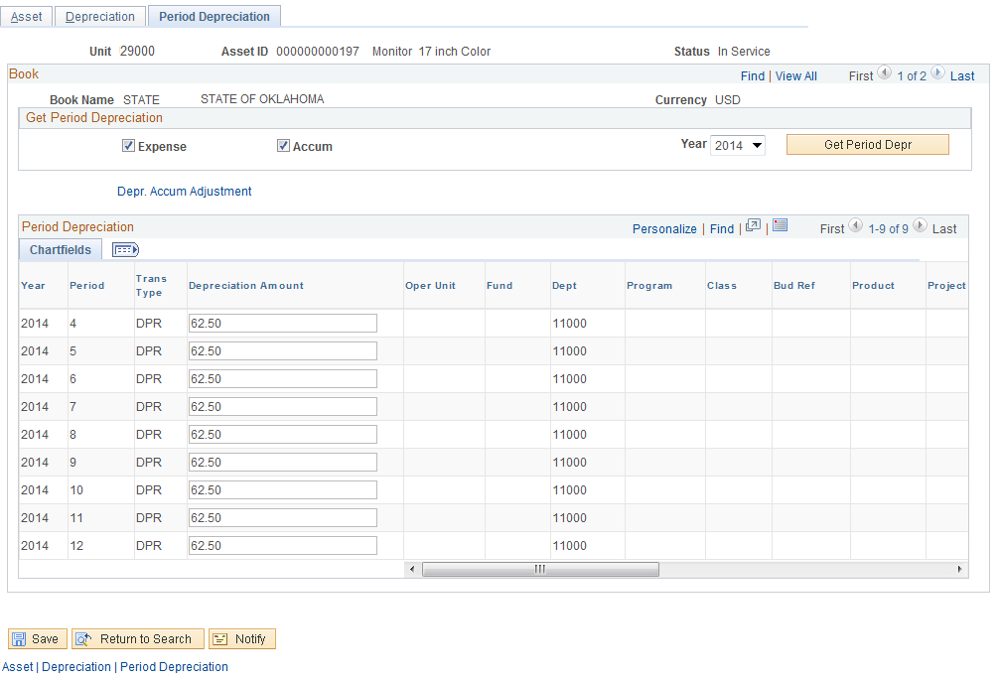 Asset Depreciation Period Depreciation
Unit 29000 Asset ID 000000000197 Monitor 17 inch Color Status In Service
Book Find | View All First 1 of 2 Last
Book Name STATE STATE OF OKLAHOMA Currency USD
Get Period Depreciation
Expense Accum Year 2014 Get Period Depr
Depr. Accum Adjustment
Period Depreciation Personalize | Find | | First 1-9 of 9 Last
Chartfields
Year Period Trans Type Depreciation Amount Oper Unit Fund Dept Program Class Bud Ref Product Project
2014 4 DPR 62.50 11000
2014 5 DPR 62.50 11000
2014 6 DPR 62.50 11000
2014 7 DPR 62.50 11000
2014 8 DPR 62.50 11000
2014 9 DPR 62.50 11000
2014 10 DPR 62.50 11000
2014 11 DPR 62.50 11000
2014 12 DPR 62.50 11000
Save Return to Search Notify
Asset | Depreciation | Period Depreciation